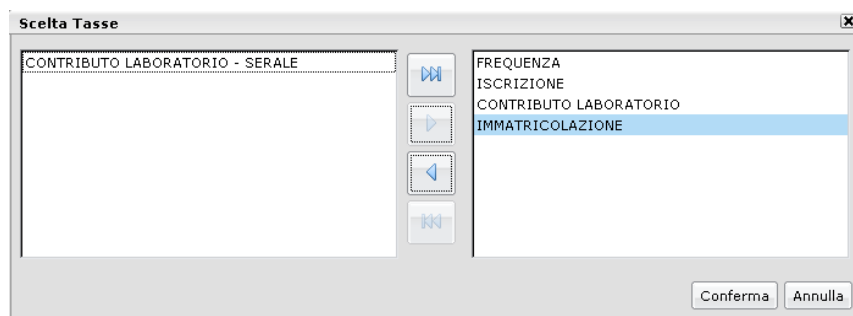 Scelta Tasse
CONTRIBUTO LABORATORIO - SERALE
FREQUENZA
ISCRIZIONE
CONTRIBUTO LABORATORIO
IMMATRICOLAZIONE
Conferma
Annulla